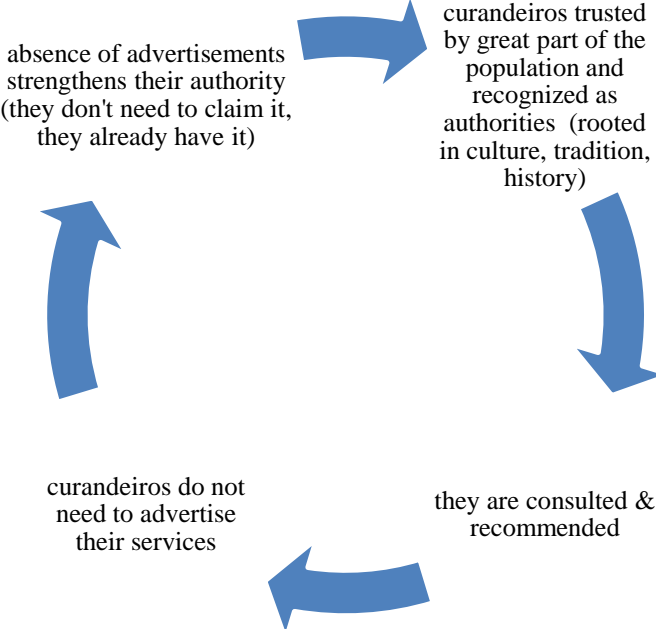 absence of advertisements
strengthens their authority
(they don't need to claim it,
they already have it)
curandeiros trusted
by great part of the
population and
recognized as
authorities (rooted
in culture, tradition,
history)
they are consulted &
recommended
curandeiros do not
need to advertise
their services